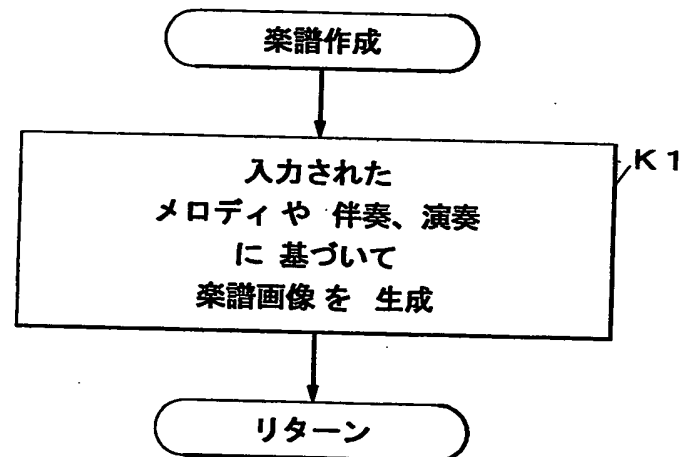 楽譜作成
K1
入力された
メロディや 伴奏、演奏
に 基づいて
楽譜画像を 生成
リターン